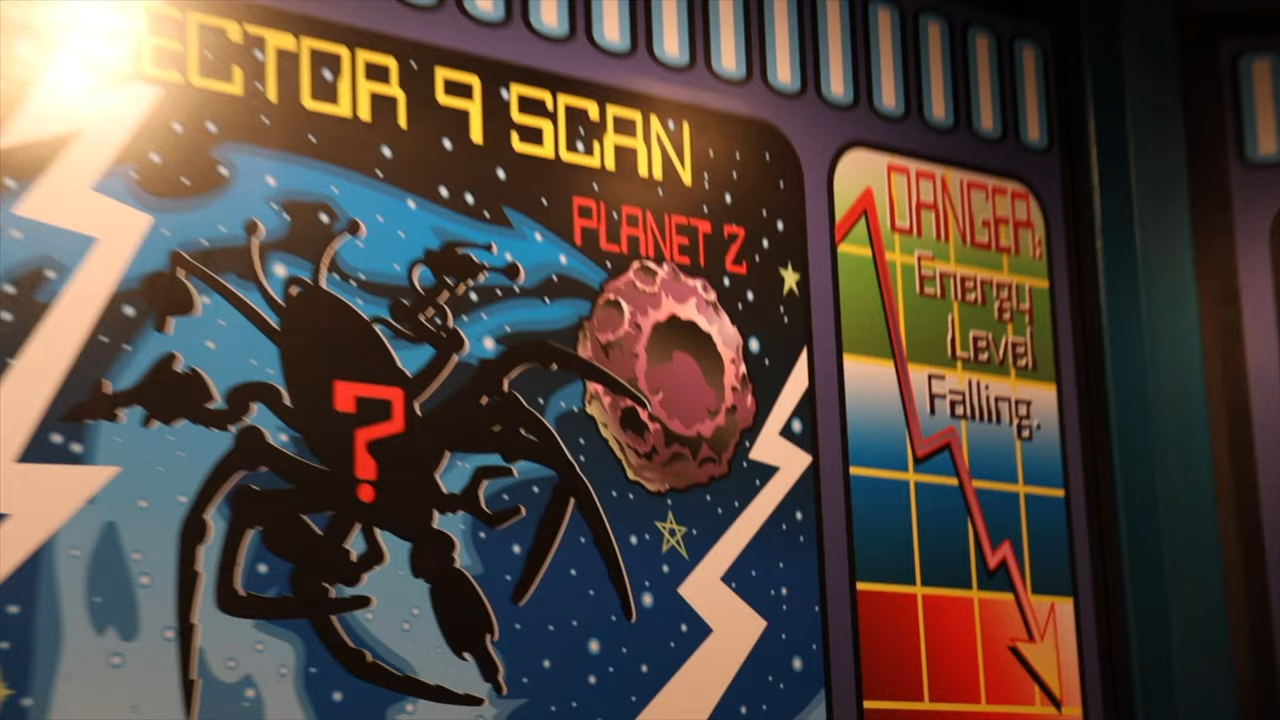 ECTOR 9 SCAN
PLANET Z
?
DANGER:
Energy
Level
Falling.